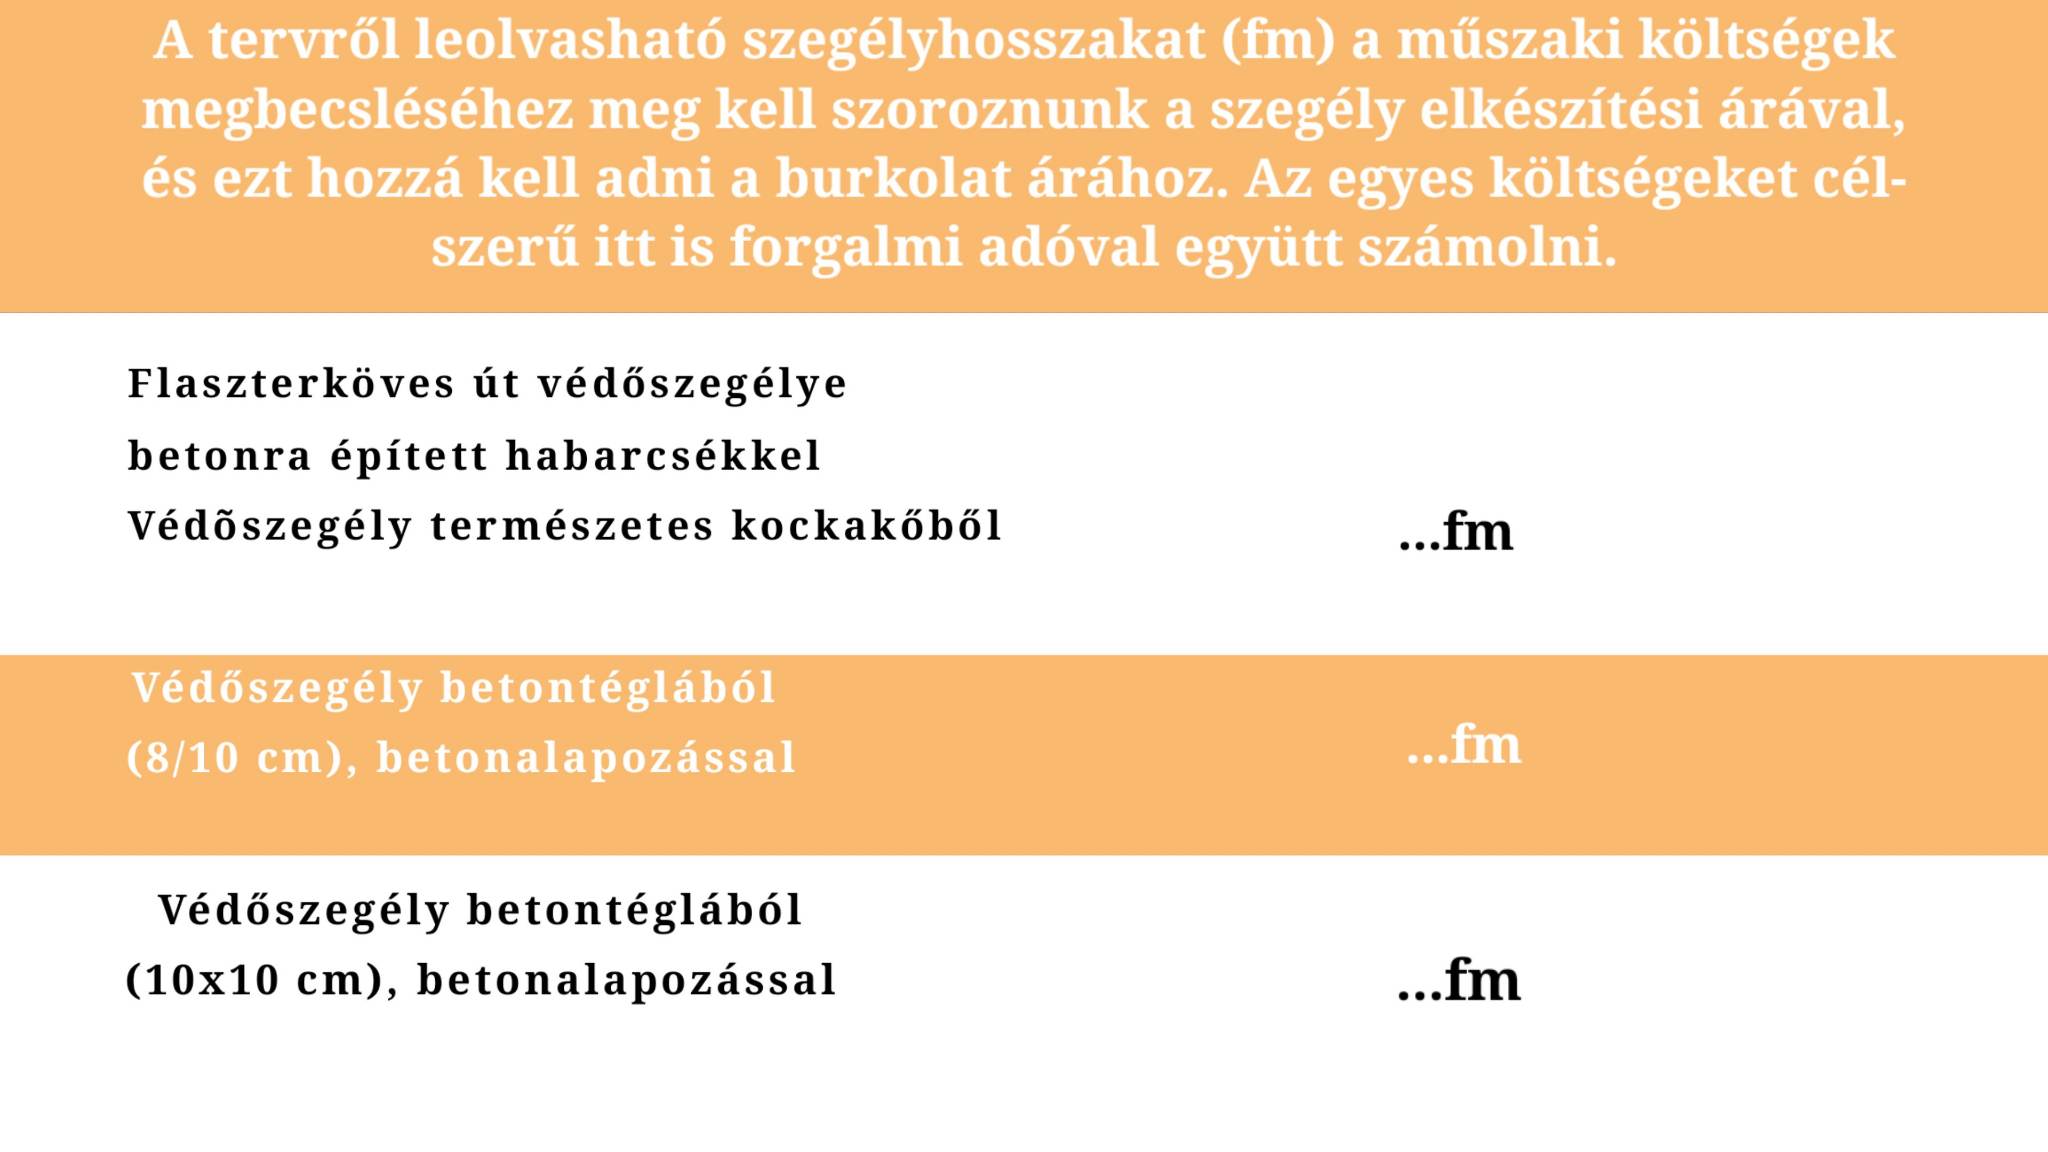 A tervről leolvasható szegélyhosszakat (fm) a műszaki költségek
megbecsléséhez meg kell szoroznunk a szegély elkészítési árával,
és ezt hozzá kell adni a burkolat árához. Az egyes költségeket cél-
szerű itt is forgalmi adóval együtt számolni.
Flaszterköves út védőszegélye
betonra épített habarcsékkel
Védõszegély természetes kockakőből
...fm
Védőszegély betontéglából
(8/10 cm), betonalapozással
...fm
Védőszegély betontéglából
(10x10 cm), betonalapozással
...fm